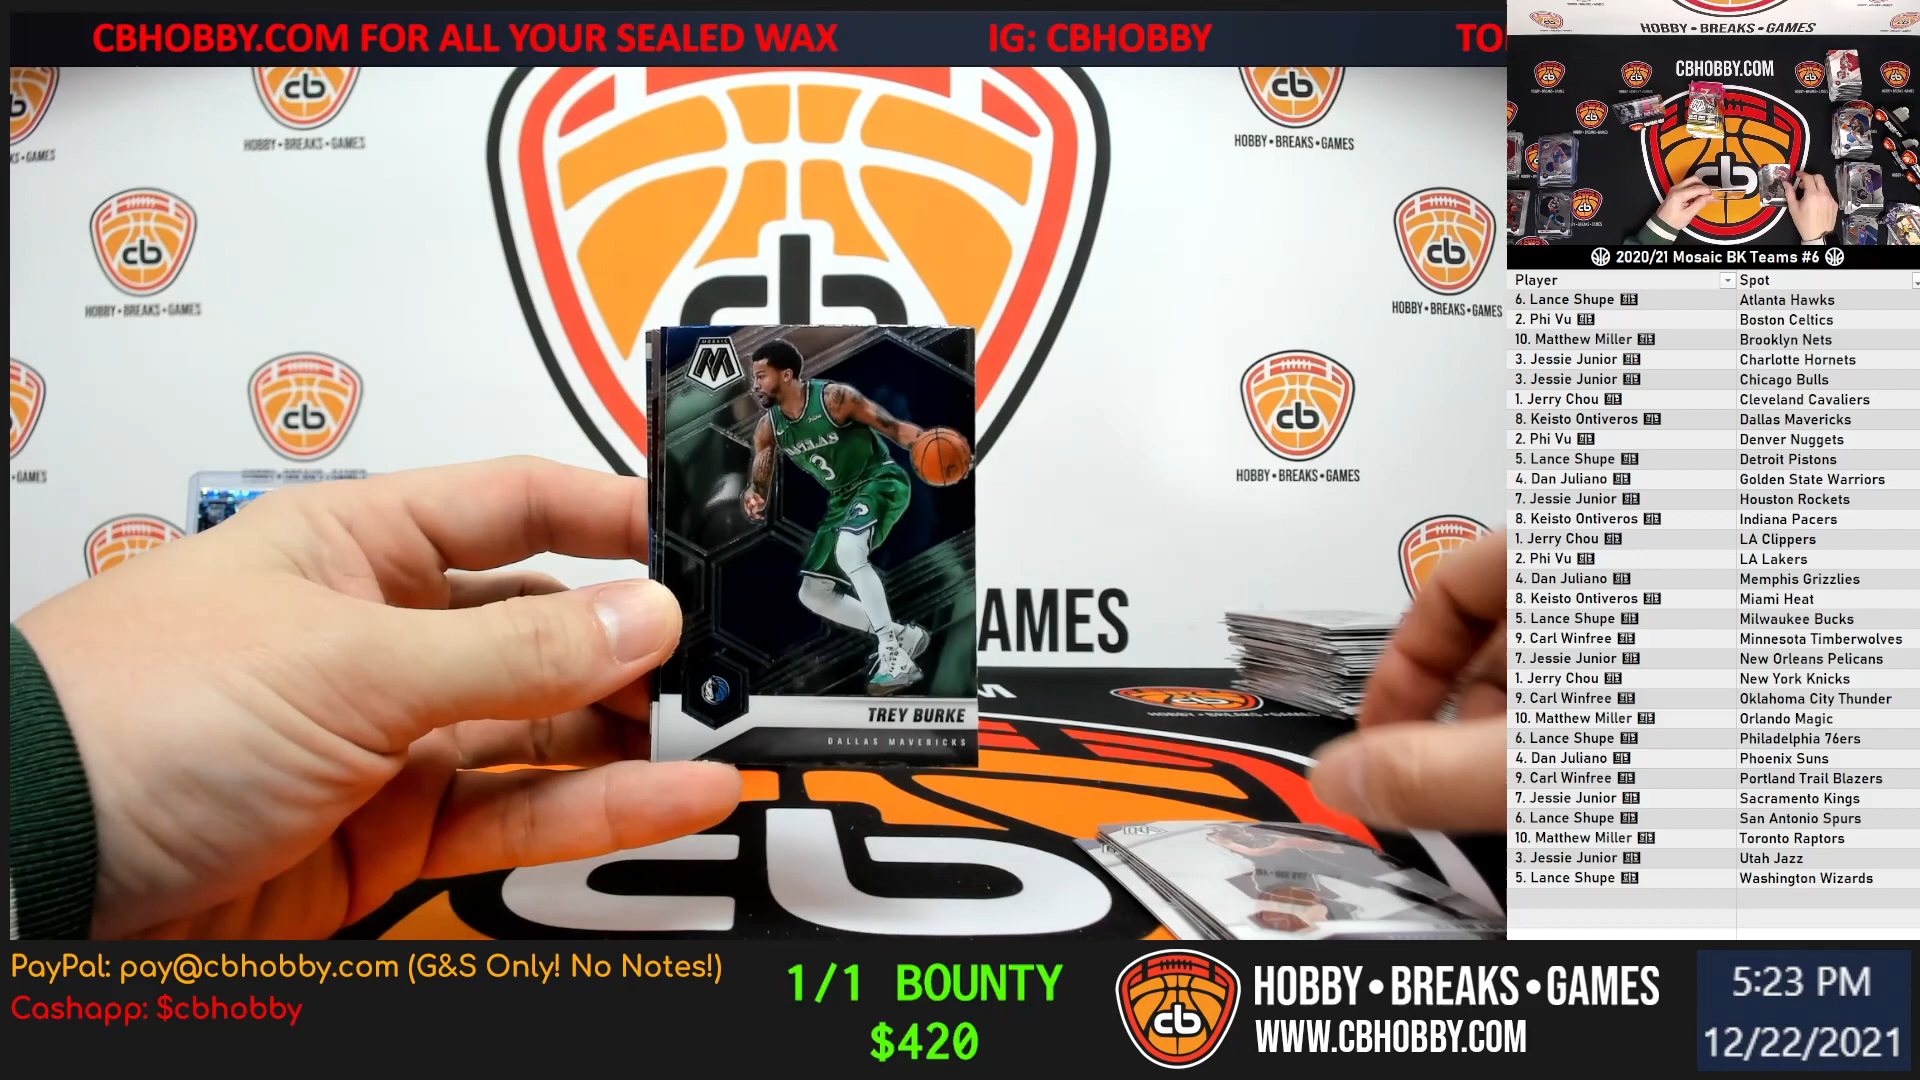 CBHOBBY.COM FOR ALL YOUR SEALED WAX
IG: CBHOBBY
HOBBY•BREAKS•GAMES
HOBBY•BREAKS•GAMES
HOBBY•BREAKS•GAMES
HOBBY•BREAKS•GAMES
HOBBY•BREAKS•GAMES
cb
cb
cb
cb
cb
cb
GAMES
AMES
MOSAIC
DALLAS
3
TREY BURKE
DALLAS MAVERICKS
HOBBY•BREAKS•GAMES
CBHOBBY.COM
cb
2020/21 Mosaic BK Teams #6
Player Spot
6. Lance Shupe Atlanta Hawks
2. Phi Vu Boston Celtics
10. Matthew Miller Brooklyn Nets
3. Jessie Junior Charlotte Hornets
3. Jessie Junior Chicago Bulls
1. Jerry Chou Cleveland Cavaliers
8. Keisto Ontiveros Dallas Mavericks
2. Phi Vu Denver Nuggets
5. Lance Shupe Detroit Pistons
4. Dan Juliano Golden State Warriors
7. Jessie Junior Houston Rockets
8. Keisto Ontiveros Indiana Pacers
1. Jerry Chou LA Clippers
2. Phi Vu LA Lakers
4. Dan Juliano Memphis Grizzlies
8. Keisto Ontiveros Miami Heat
5. Lance Shupe Milwaukee Bucks
9. Carl Winfree Minnesota Timberwolves
7. Jessie Junior New Orleans Pelicans
1. Jerry Chou New York Knicks
9. Carl Winfree Oklahoma City Thunder
10. Matthew Miller Orlando Magic
6. Lance Shupe Philadelphia 76ers
4. Dan Juliano Phoenix Suns
9. Carl Winfree Portland Trail Blazers
7. Jessie Junior Sacramento Kings
6. Lance Shupe San Antonio Spurs
10. Matthew Miller Toronto Raptors
3. Jessie Junior Utah Jazz
5. Lance Shupe Washington Wizards
PayPal: pay@cbhobby.com (G&S Only! No Notes!)
Cashapp: $cbhobby
1/1 BOUNTY
$420
cb
HOBBY•BREAKS•GAMES
WWW.CBHOBBY.COM
5:23 PM
12/22/2021